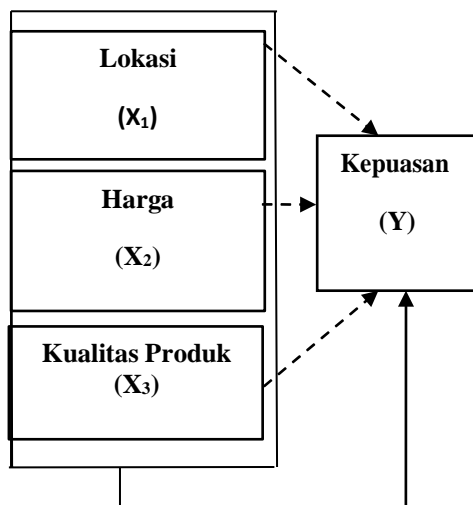 Lokasi
(X₁)
Harga
(X₂)
Kualitas Produk
(X₃)
Kepuasan
(Y)